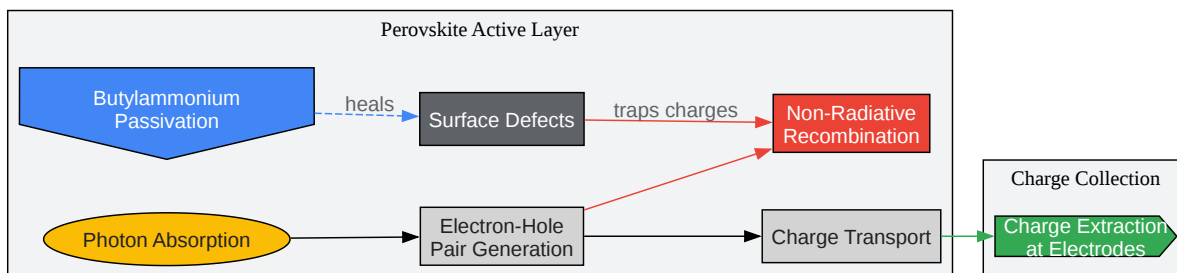 Perovskite Active Layer
Butylammonium
Passivation
heals
Surface Defects
traps charges
Non-Radiative
Recombination
Photon Absorption
Electron-Hole
Pair Generation
Charge Transport
Charge Collection
Charge Extraction
at Electrodes